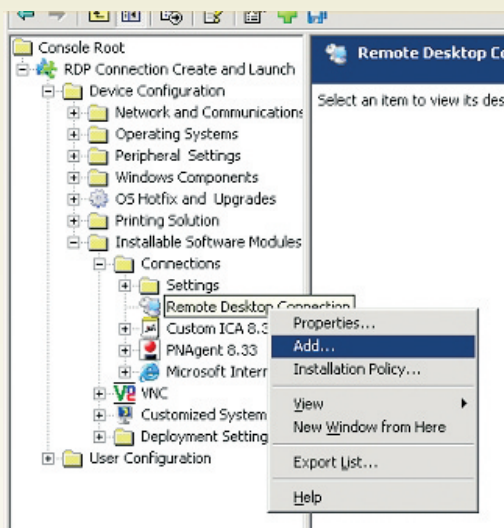 Console Root
RDP Connection Create and Launch
Device Configuration
Network and Communications
Operating Systems
Peripheral Settings
Windows Components
OS Hotfix and Upgrades
Printing Solution
Installable Software Modules
Connections
Settings
Remote Desktop Connection
Custom ICA 8.3
PNAgent 8.33
Microsoft Inter
VNC
Customized System
Deployment Setting
User Configuration
Remote Desktop Co
Select an item to view its des
Properties...
Add...
Installation Policy...
View
New Window from Here
Export List...
Help